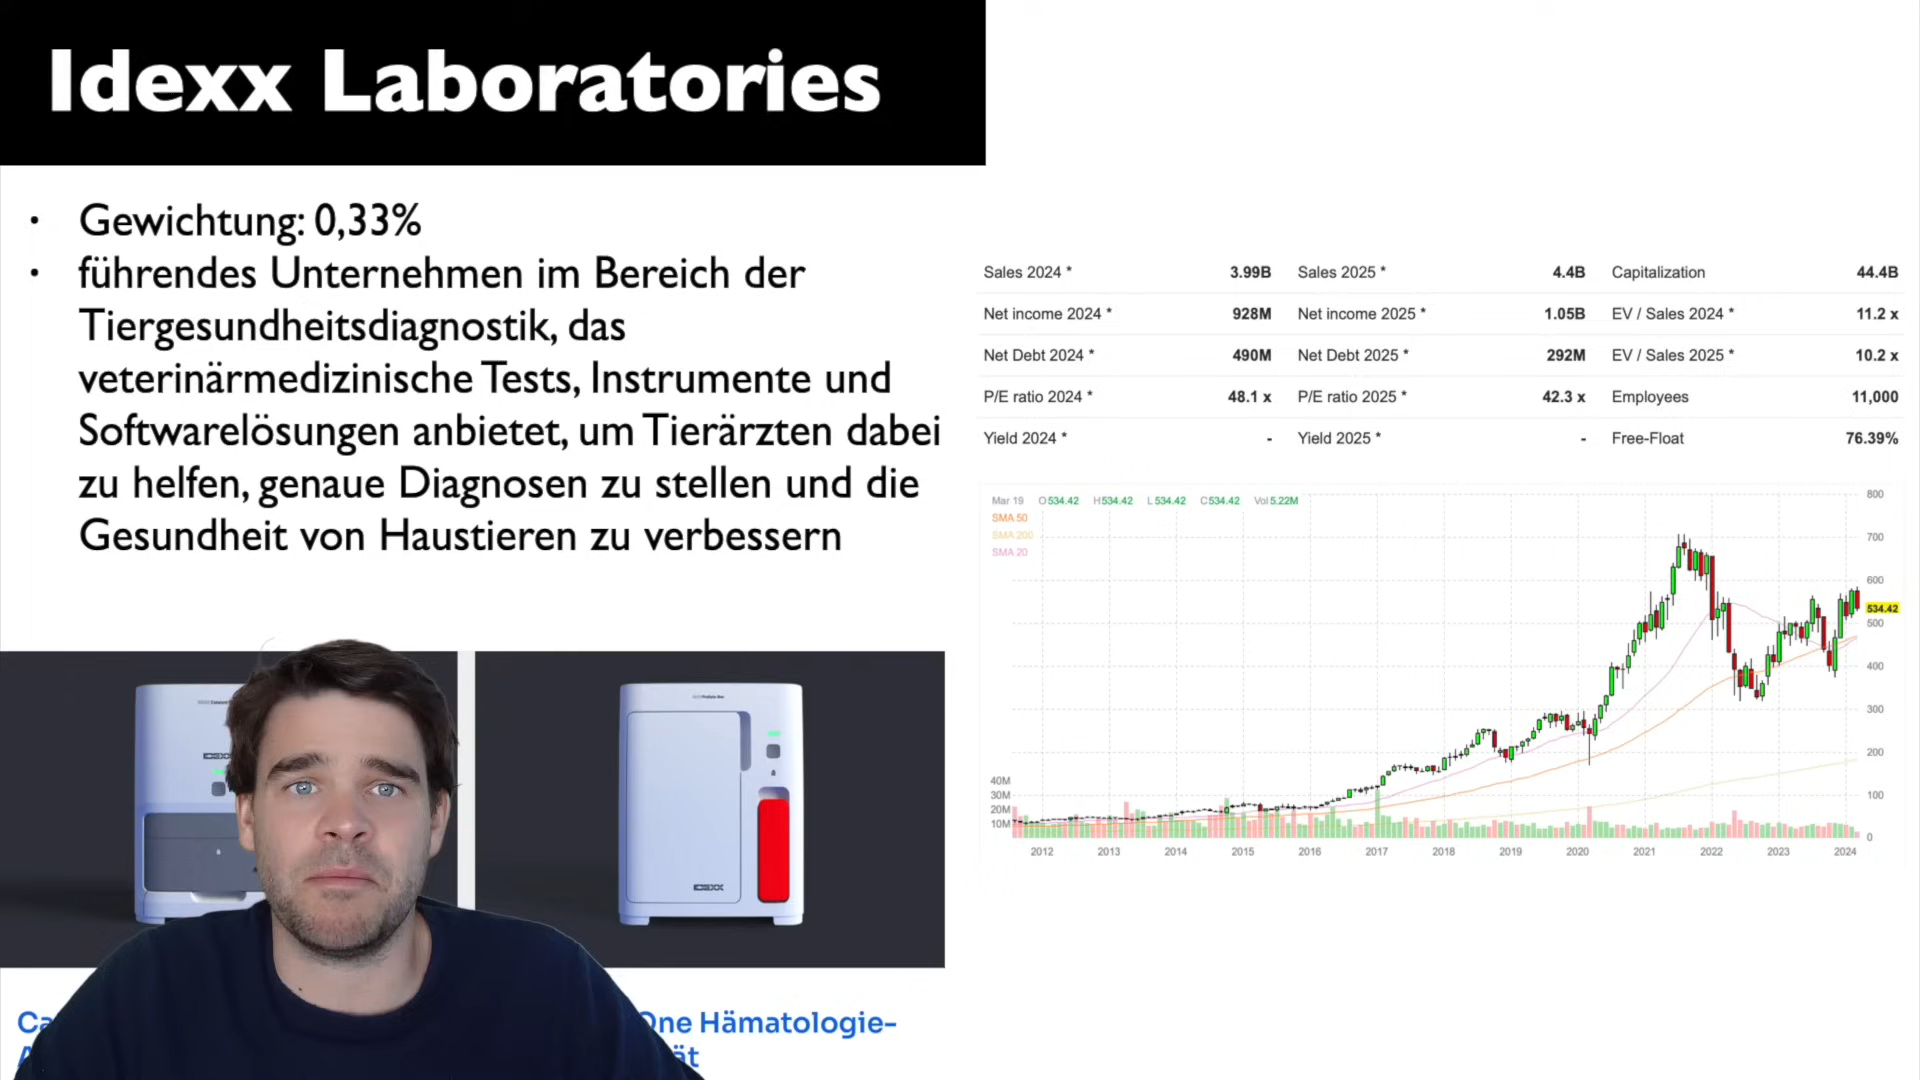 Idexx Laboratories
• Gewichtung: 0,33%
• führendes Unternehmen im Bereich der
Tiergesundheitsdiagnostik, das
veterinärmedizinische Tests, Instrumente und
Softwarelösungen anbietet, um Tierärzten dabei
zu helfen, genaue Diagnosen zu stellen und die
Gesundheit von Haustieren zu verbessern
Sales 2024 * 3.99B Sales 2025 * 4.4B Capitalization 44.4B
Net income 2024 * 928M Net income 2025 * 1.05B EV / Sales 2024 * 11.2 x
Net Debt 2024 * 490M Net Debt 2025 * 292M EV / Sales 2025 * 10.2 x
P/E ratio 2024 * 48.1 x P/E ratio 2025 * 42.3 x Employees 11,000
Yield 2024 * - Yield 2025 * - Free-Float 76.39%
Mar 19 O534.42 H534.42 L534.42 C534.42 Vol5.22M
SMA 50
SMA 200
SMA 20
800
700
600
534.42
500
400
300
200
100
0
40M
30M
20M
10M
2012 2013 2014 2015 2016 2017 2018 2019 2020 2021 2022 2023 2024
IDEXX
One Hämatologie-